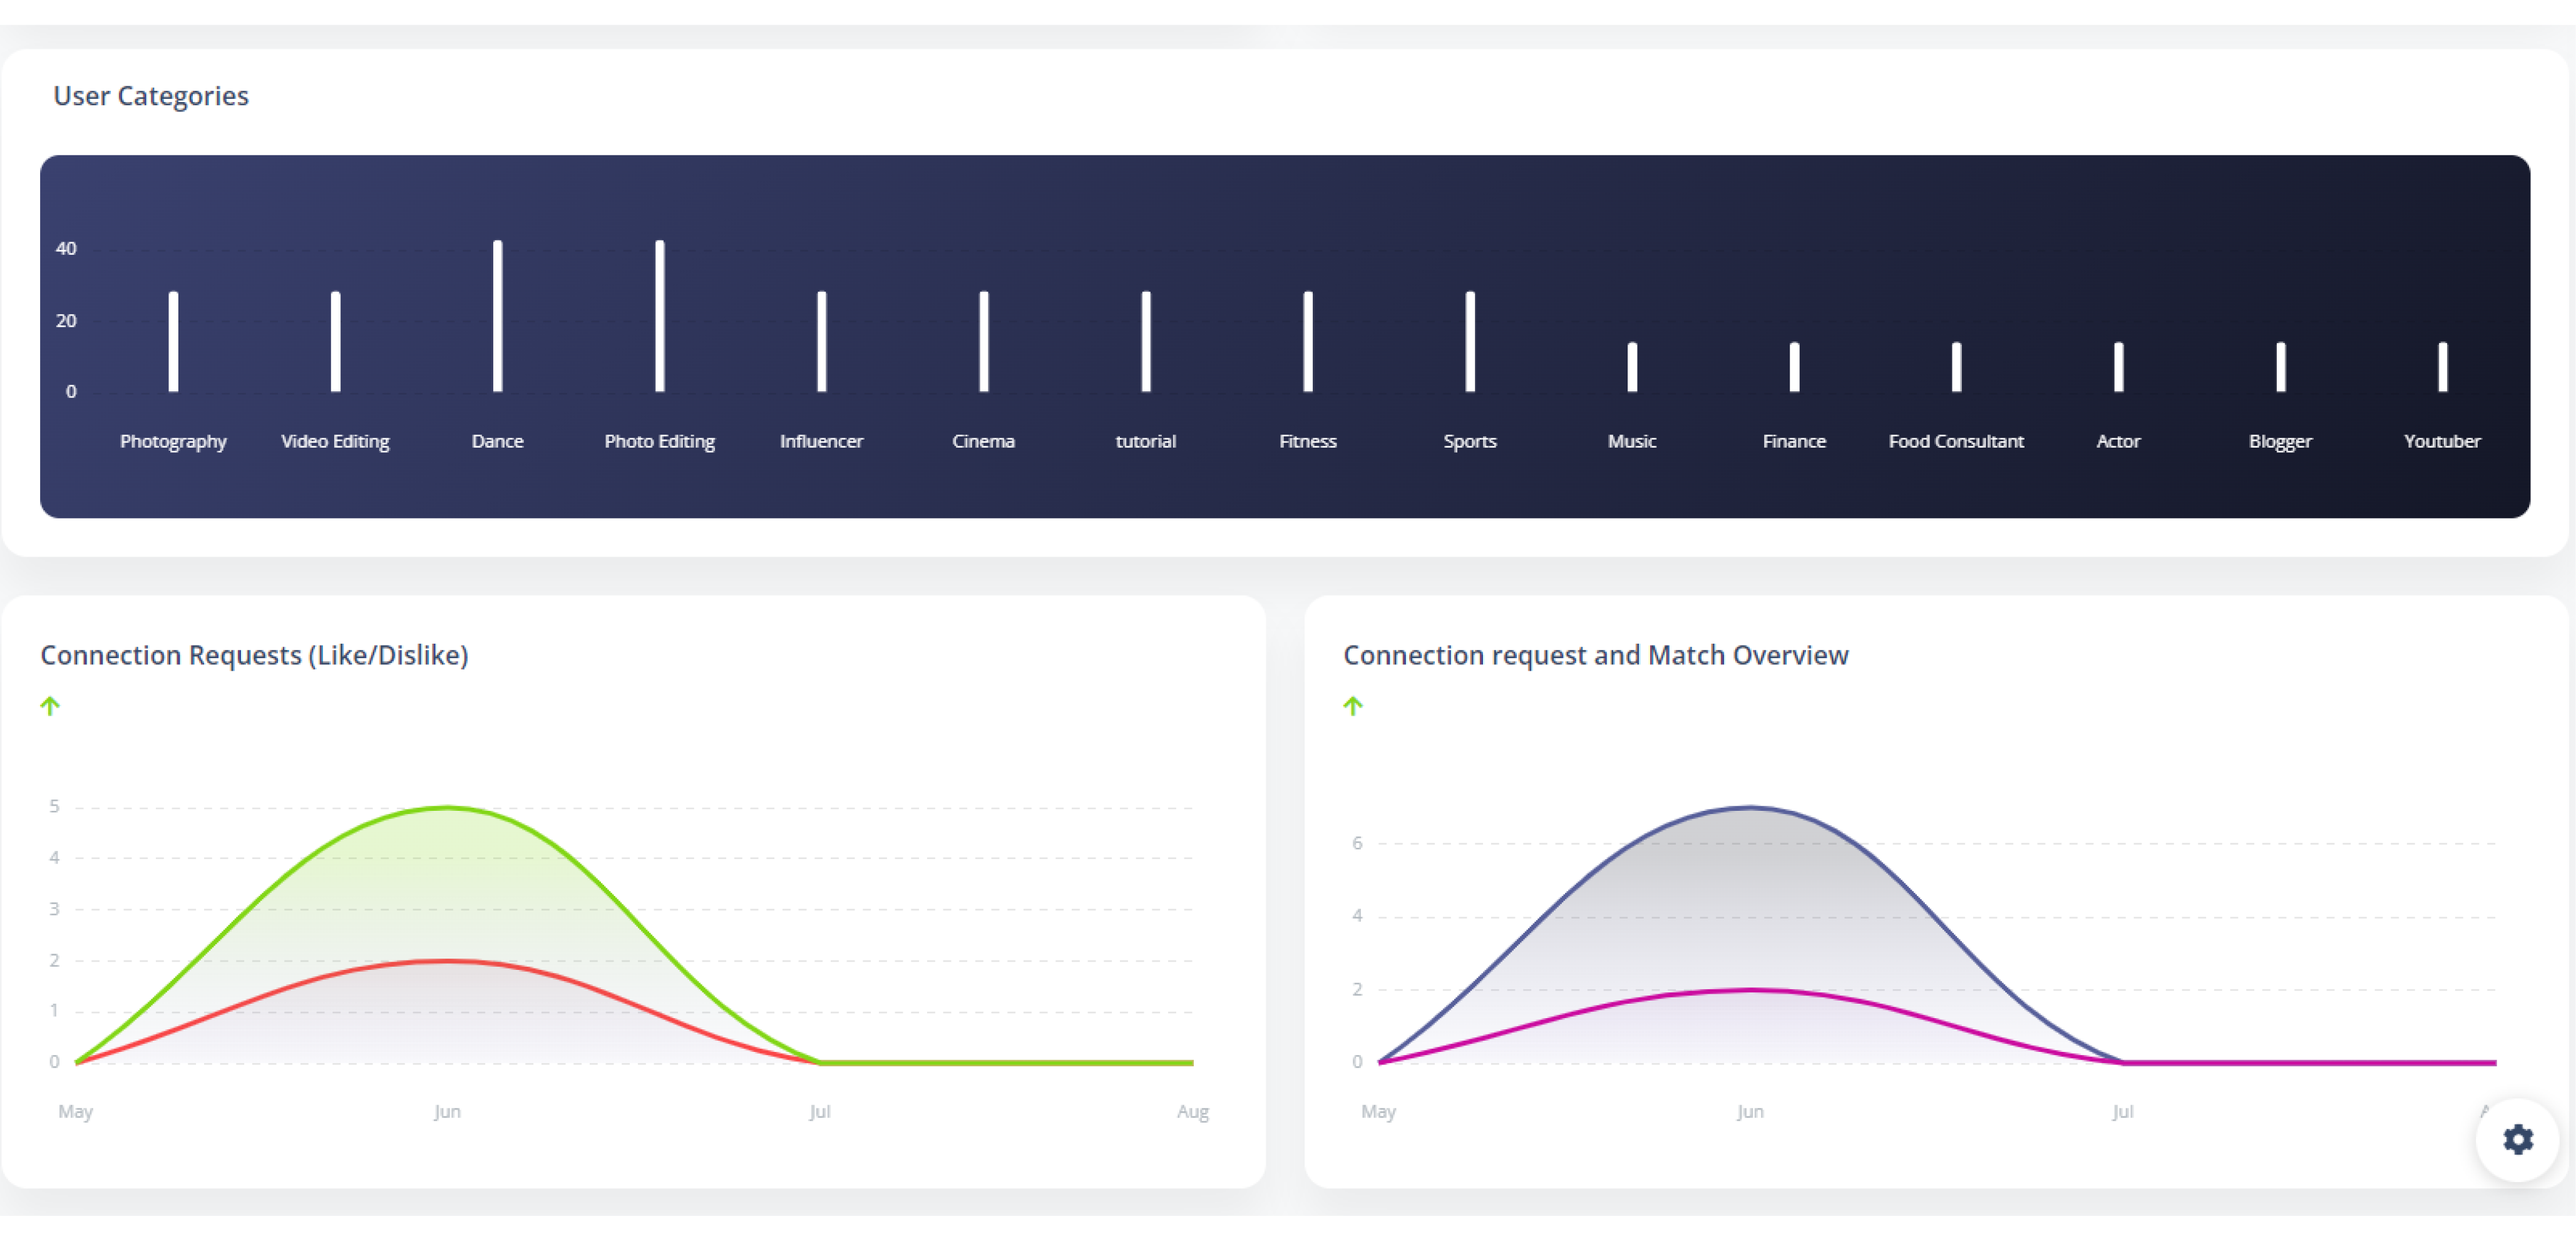 User Categories
40
20
0
Photography Video Editing Dance Photo Editing Influencer Cinema tutorial Fitness Sports Music Finance Food Consultant Actor Blogger Youtuber
Connection Requests (Like/Dislike)
5
4
3
2
1
0
May Jun Jul Aug
Connection request and Match Overview
6
4
2
0
May Jun Jul